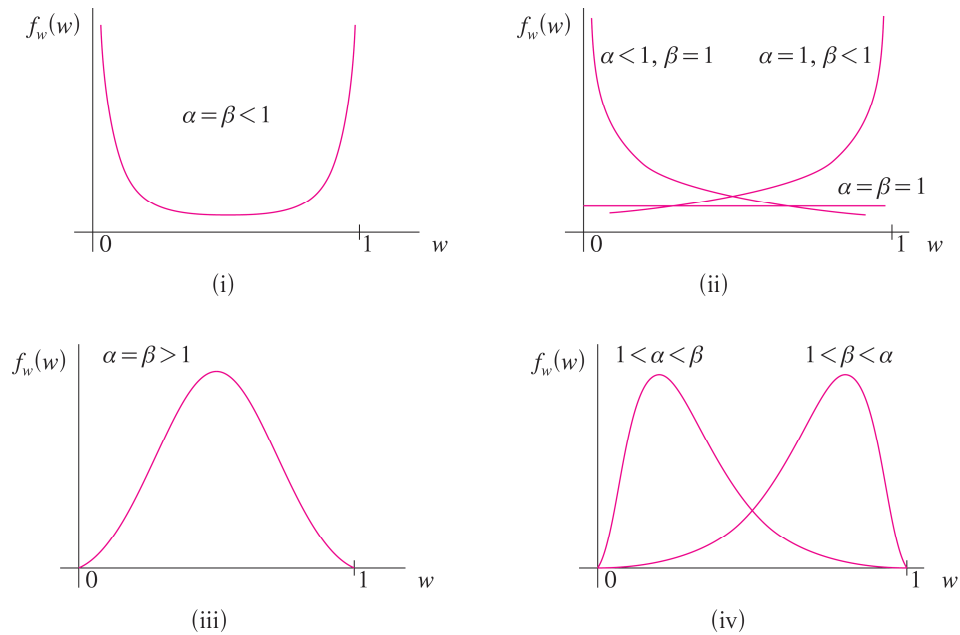 f_w(w)
α=β<1
0
1
w
(i)
f_w(w)
α<1, β=1
α=1, β<1
α=β=1
0
1
w
(ii)
f_w(w)
α=β>1
0
1
w
(iii)
f_w(w)
1<α<β
1<β<α
0
1
w
(iv)